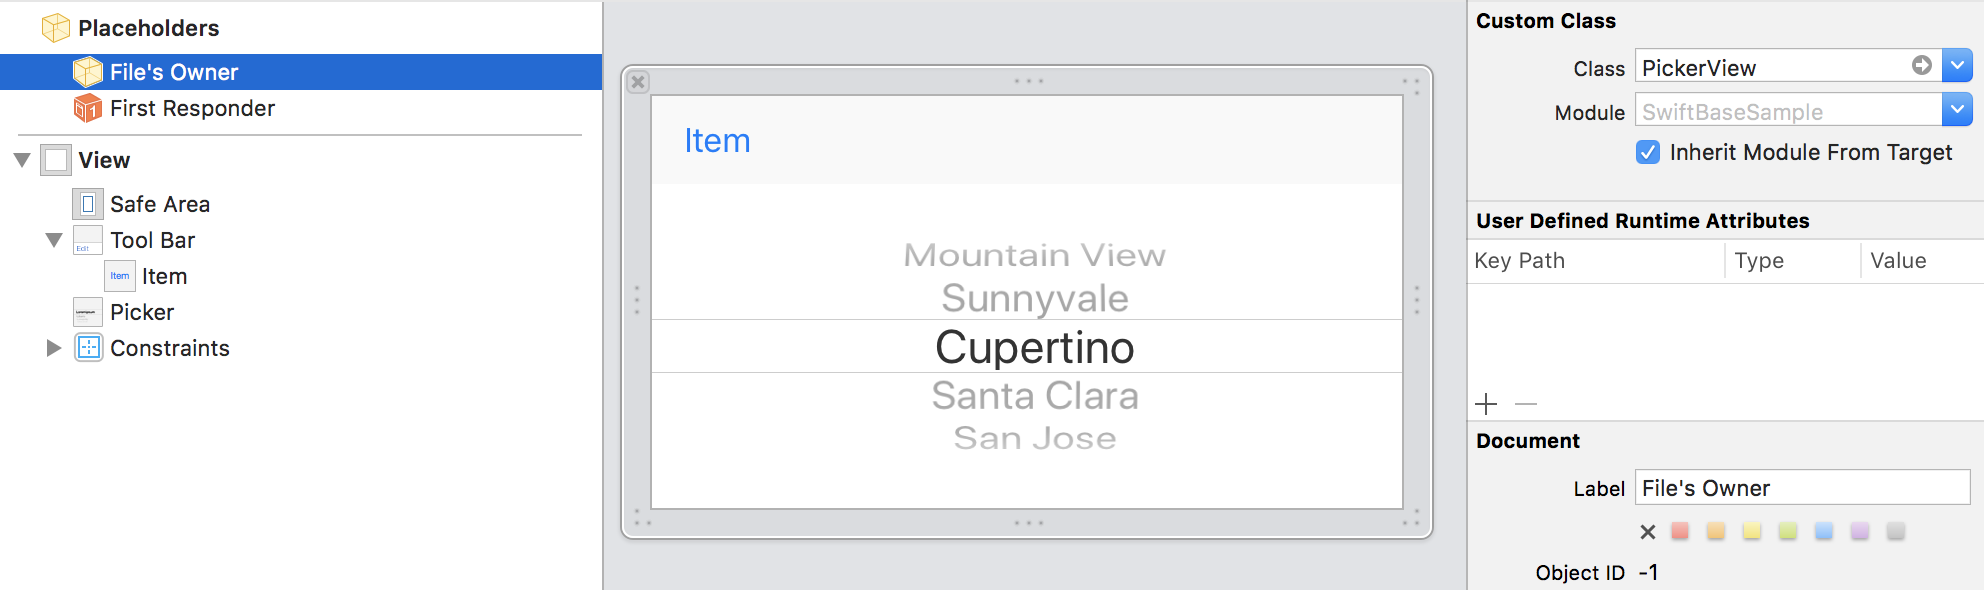 Placeholders
File's Owner
First Responder
View
Safe Area
Edit
Tool Bar
Item
Item
Picker
Constraints
Item
Mountain View
Sunnyvale
Cupertino
Santa Clara
San Jose
Custom Class
Class PickerView
Module SwiftBaseSample
Inherit Module From Target
User Defined Runtime Attributes
Key Path Type Value
Document
Label File's Owner
Object ID -1